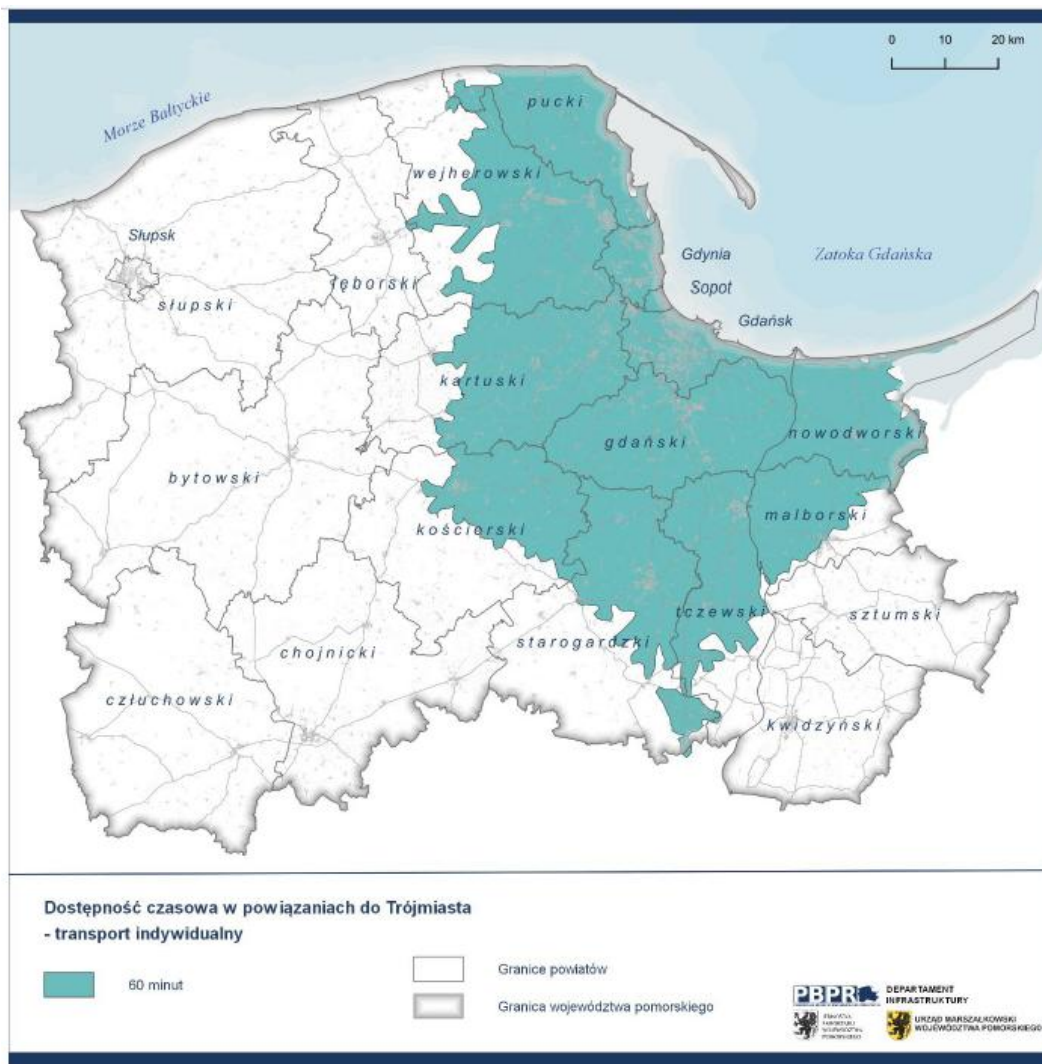 0 10 20 km
Morze Bałtyckie
pucki
wejherowski
Słupsk
Gdynia
Zatoka Gdańska
Sopot
lęborski
słupski
Gdańsk
kartuski
gdański
nowodworski
bytowski
malborski
kościerski
tczewski
sztumski
starogardzki
chojnicki
człuchowski
kwidzyński
Dostępność czasowa w powiązaniach do Trójmiasta
- transport indywidualny
60 minut
Granice powiatów
Granica województwa pomorskiego
PBPR
DEPARTAMENT
INFRASTRUKTURY
URZĄD MARSZAŁKOWSKI
WOJEWÓDZTWA POMORSKIEGO